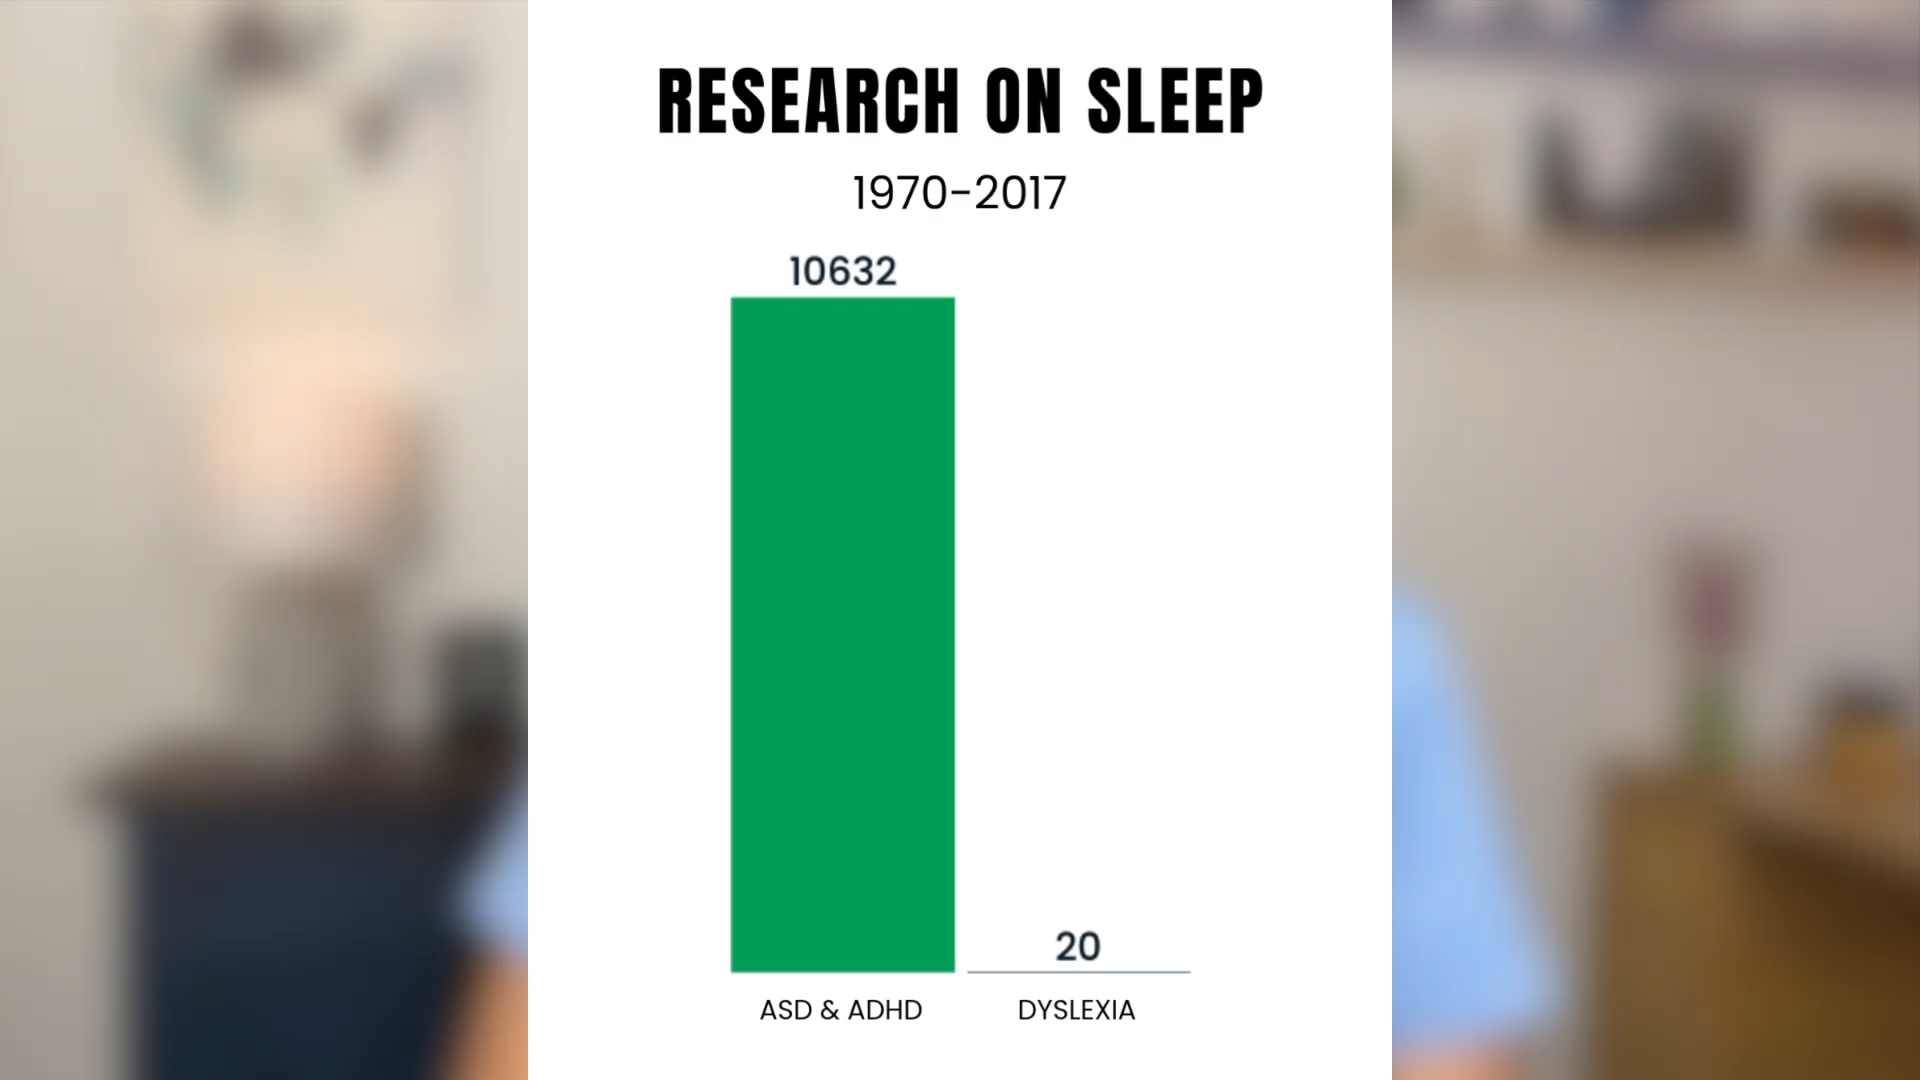 RESEARCH ON SLEEP
1970-2017
10632
20
ASD & ADHD
DYSLEXIA